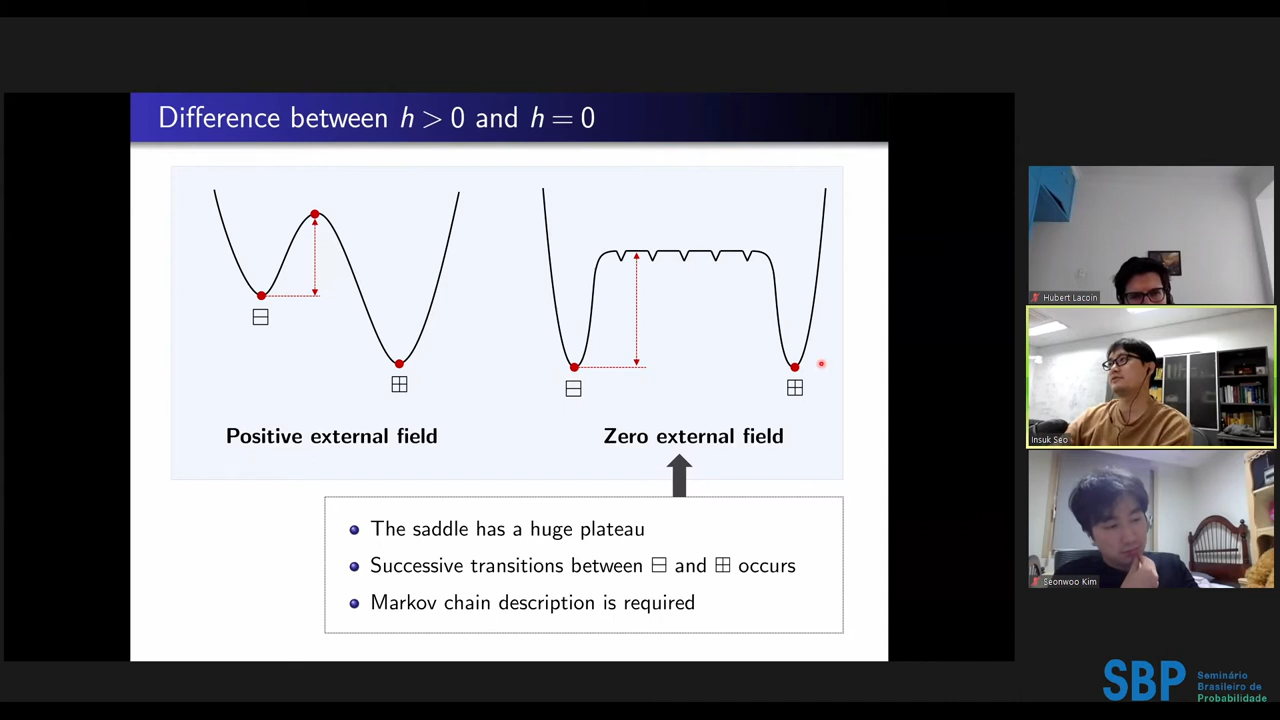 Difference between h > 0 and h = 0
⊟
⊞
⊟
⊞
Positive external field
Zero external field
The saddle has a huge plateau
Successive transitions between ⊟ and ⊞ occurs
Markov chain description is required
Hubert Lacoin
Insuk Seo
Seonwoo Kim
SBP
Seminário
Brasileiro de
Probabilidade